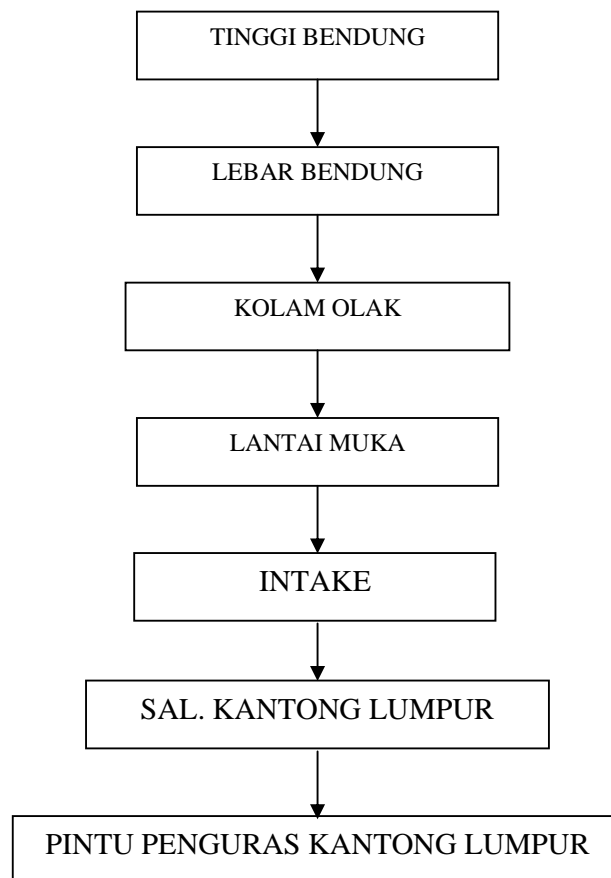 TINGGI BENDUNG
LEBAR BENDUNG
KOLAM OLAK
LANTAI MUKA
INTAKE
SAL. KANTONG LUMPUR
PINTU PENGURAS KANTONG LUMPUR